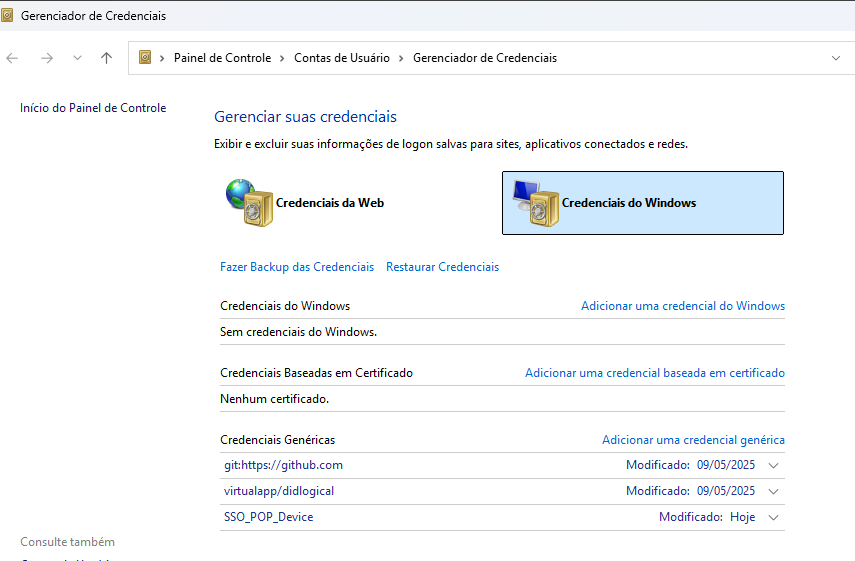 Gerenciador de Credenciais
Painel de Controle > Contas de Usuário > Gerenciador de Credenciais
Início do Painel de Controle
Gerenciar suas credenciais
Exibir e excluir suas informações de logon salvas para sites, aplicativos conectados e redes.
Credenciais da Web
Credenciais do Windows
Fazer Backup das Credenciais Restaurar Credenciais
Credenciais do Windows Adicionar uma credencial do Windows
Sem credenciais do Windows.
Credenciais Baseadas em Certificado Adicionar uma credencial baseada em certificado
Nenhum certificado.
Credenciais Genéricas Adicionar uma credencial genérica
git:https://github.com Modificado: 09/05/2025
virtualapp/didlogical Modificado: 09/05/2025
SSO_POP_Device Modificado: Hoje
Consulte também